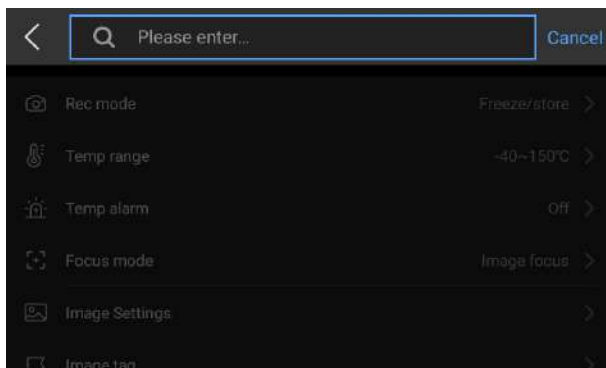 Please enter... Cancel
Rec mode Freeze/store
Temp range -40~150℃
Temp alarm Off
Focus mode Image focus
Image Settings
Image tag